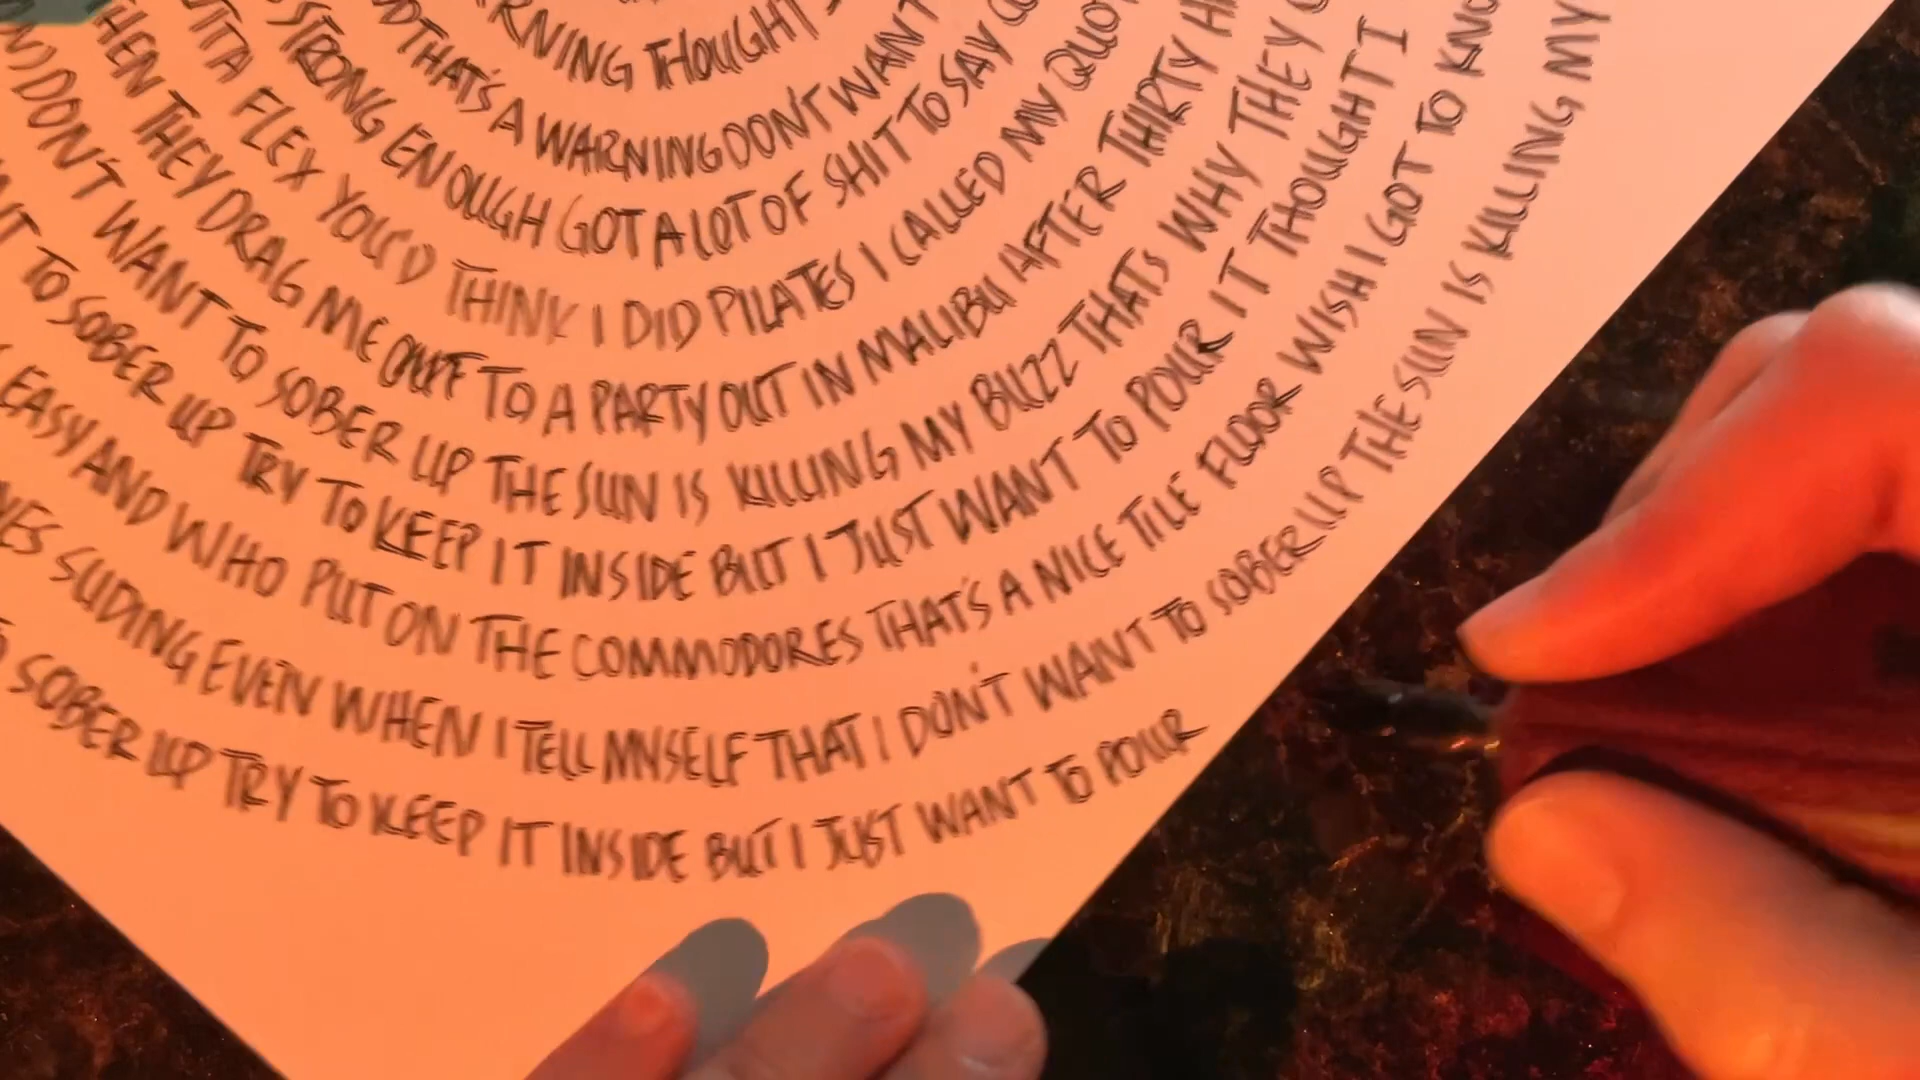 RNING THOUGHT
THAT'S A WARNING DON'T WANT
STRONG ENOUGH GOT A LOT OF SHIT TO SAY
FLEX YOU'D THINK I DID PILATES I CALLED MY QUOT
HEN THEY DRAG ME OUT TO A PARTY OUT IN MALIBU AFTER THIRTY
DON'T WANT TO SOBER UP THE SUN IS KILLING MY BUZZ THATS WHY THEY
TO SOBER UP TRY TO KEEP IT INSIDE BUT I JUST WANT TO POUR IT THOUGHT I
EASY AND WHO PUT ON THE COMMODORES THAT'S A NICE TILE FLOOR WISH I GOT TO KNO
SLIDING EVEN WHEN I TELL MYSELF THAT I DON'T WANT TO SOBER UP THE SUN IS KILLING MY
SOBER UP TRY TO KEEP IT INSIDE BUT I JUST WANT TO POUR